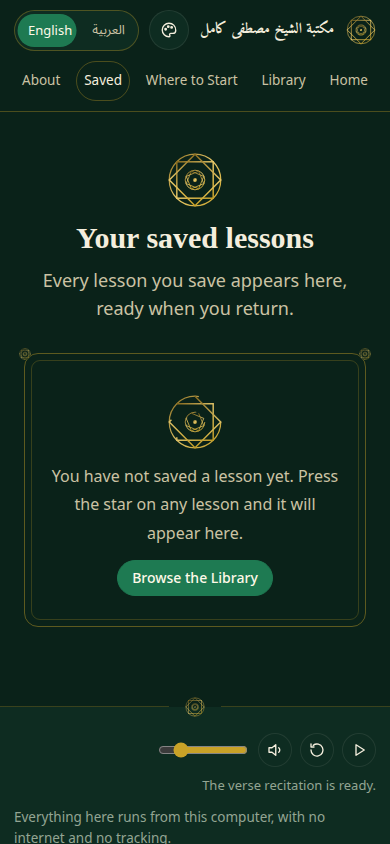 English
العربية
مكتبة الشيخ مصطفى كامل
About
Saved
Where to Start
Library
Home
Your saved lessons
Every lesson you save appears here,
ready when you return.
You have not saved a lesson yet. Press
the star on any lesson and it will
appear here.
Browse the Library
The verse recitation is ready.
Everything here runs from this computer, with no
internet and no tracking.